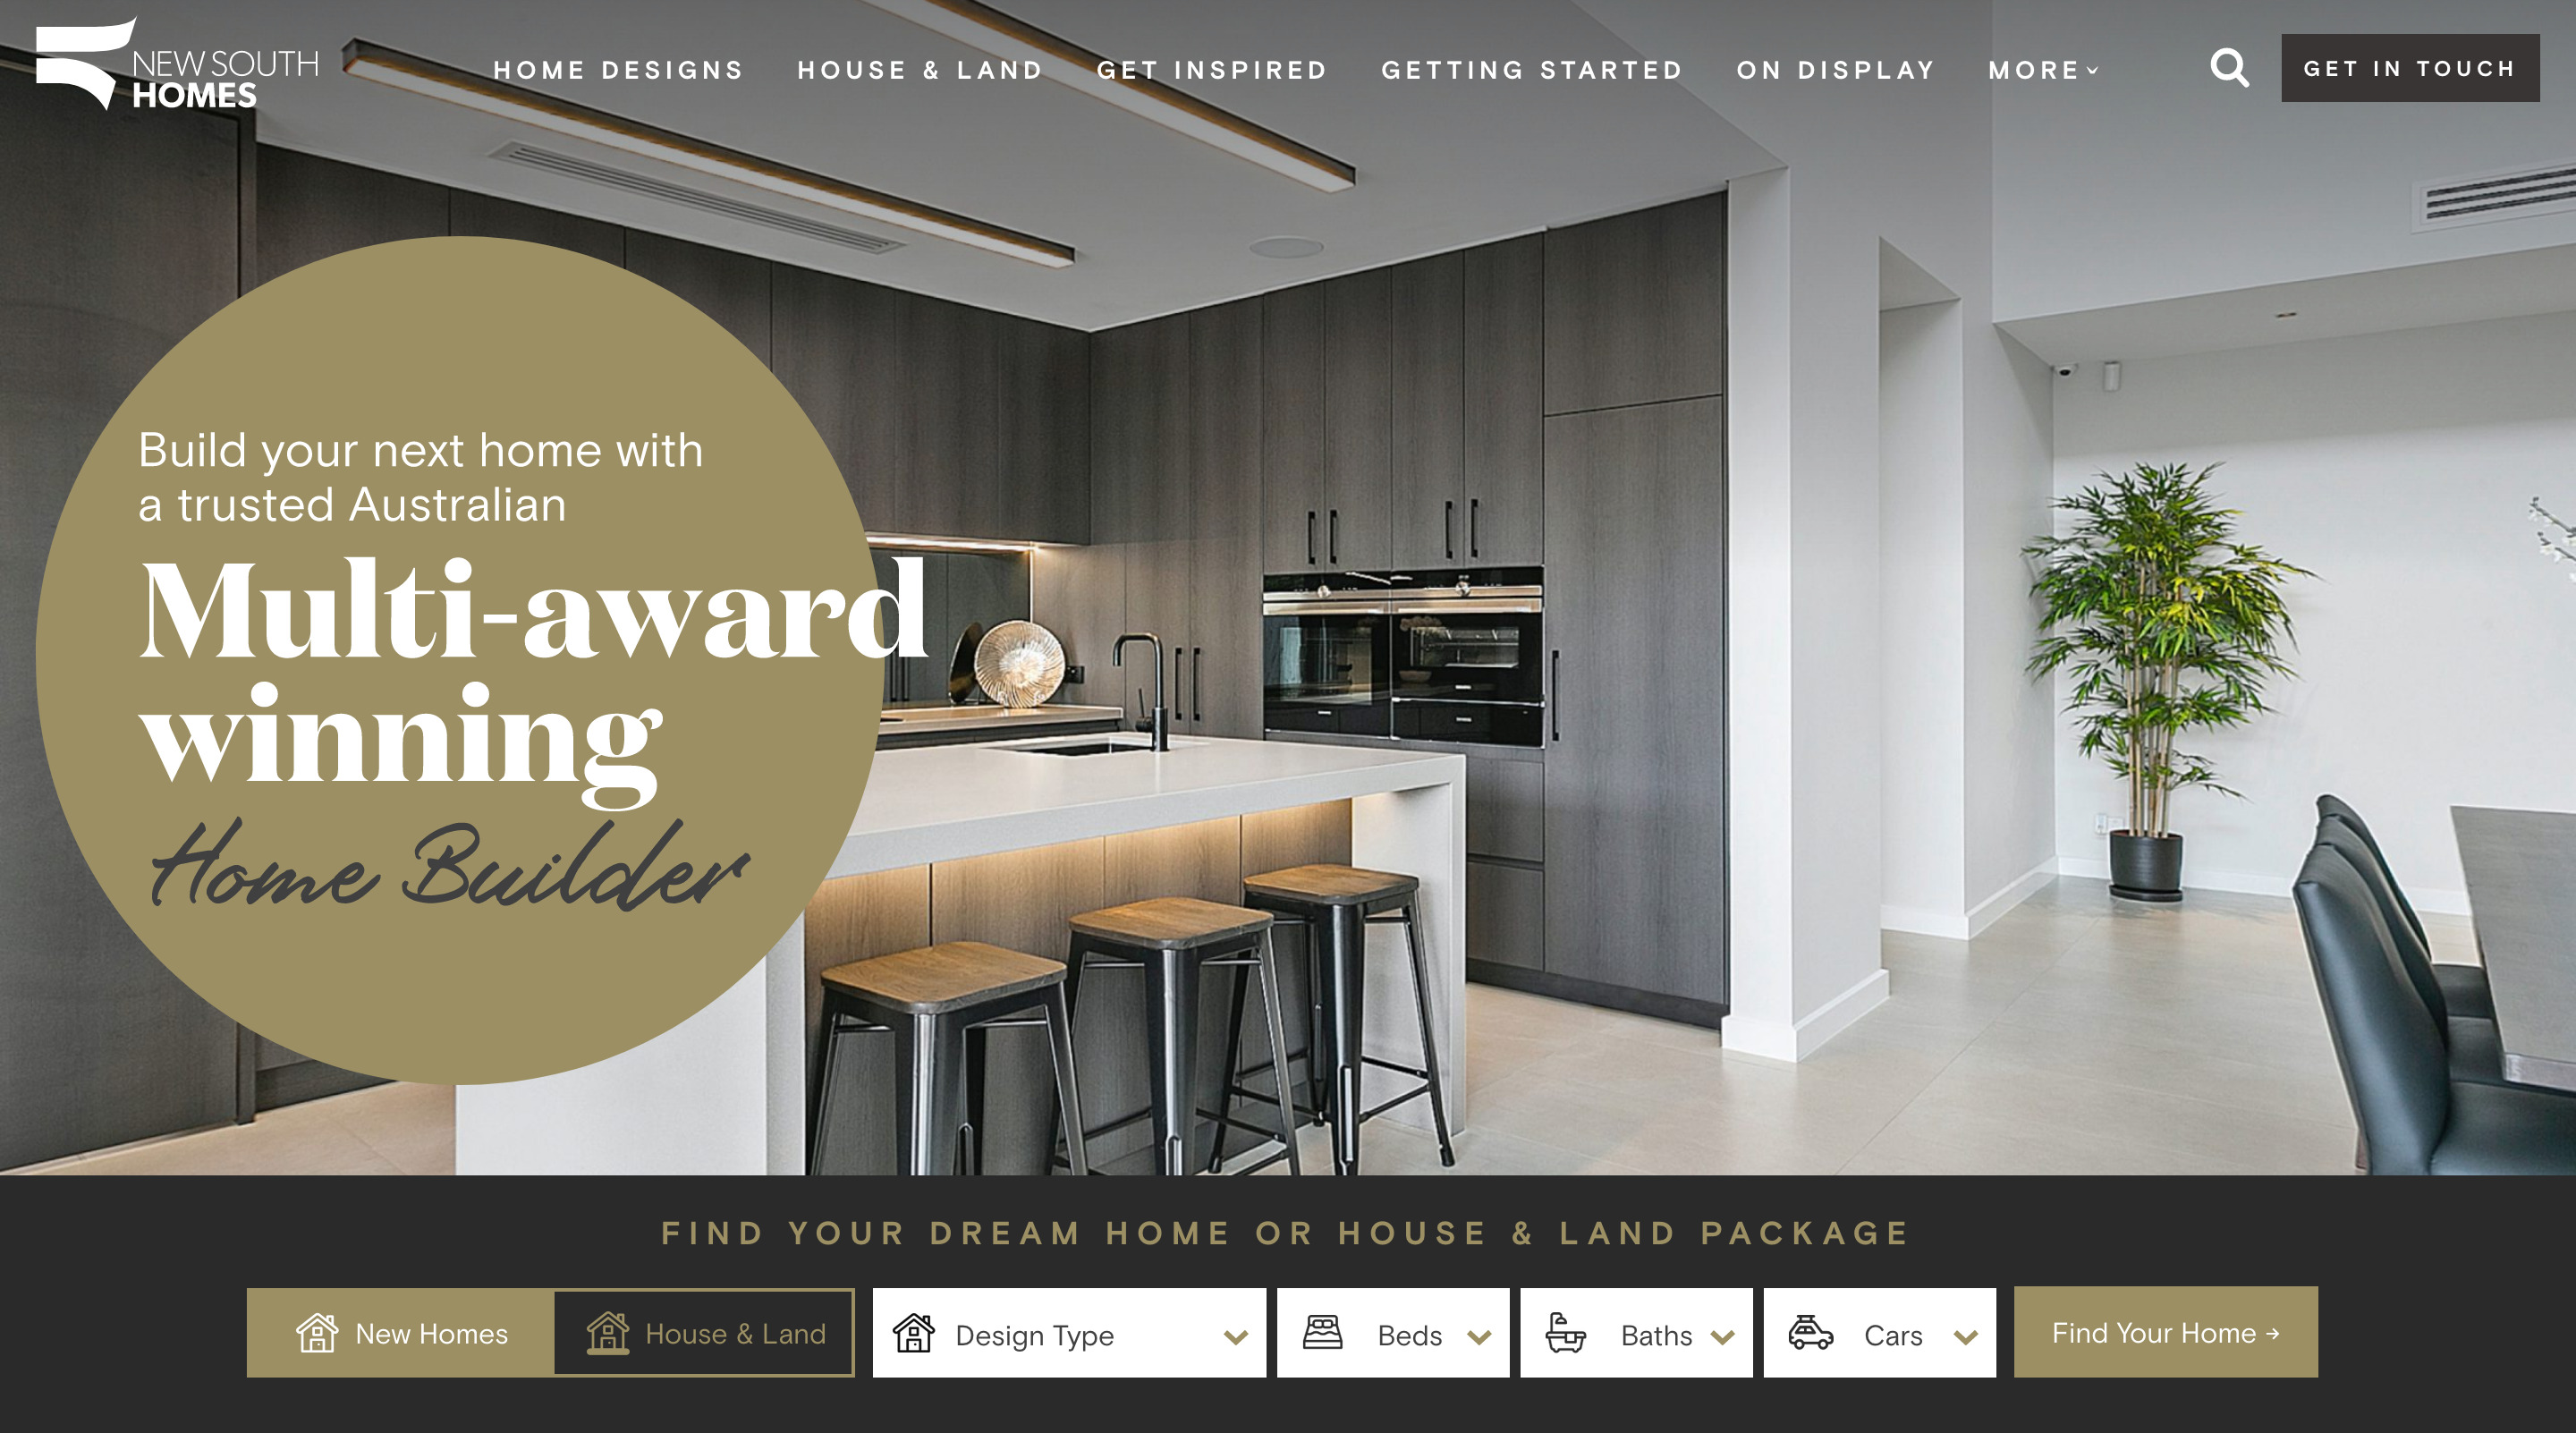 NEW SOUTH
HOMES
HOME DESIGNS
HOUSE & LAND
GET INSPIRED
GETTING STARTED
ON DISPLAY
MORE
GET IN TOUCH
Build your next home with
a trusted Australian
Multi-award
winning
Home Builder
FIND YOUR DREAM HOME OR HOUSE & LAND PACKAGE
New Homes
House & Land
Design Type
Beds
Baths
Cars
Find Your Home →